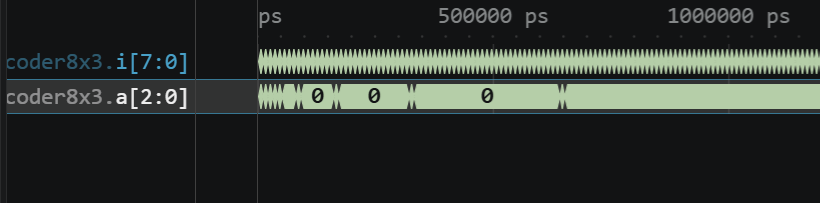 ps 500000 ps 1000000 ps
coder8x3.i[7:0]
coder8x3.a[2:0] 0 0 0